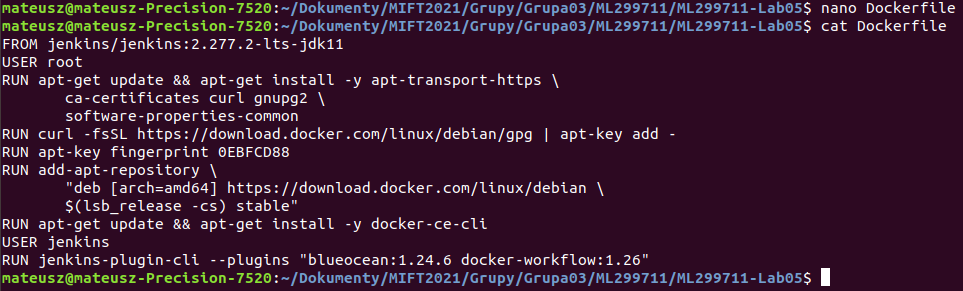 mateusz@mateusz-Precision-7520:~/Dokumenty/MIFT2021/Grupy/Grupa03/ML299711/ML299711-Lab05$ nano Dockerfile
mateusz@mateusz-Precision-7520:~/Dokumenty/MIFT2021/Grupy/Grupa03/ML299711/ML299711-Lab05$ cat Dockerfile
FROM jenkins/jenkins:2.277.2-lts-jdk11
USER root
RUN apt-get update && apt-get install -y apt-transport-https \
       ca-certificates curl gnupg2 \
       software-properties-common
RUN curl -fsSL https://download.docker.com/linux/debian/gpg | apt-key add -
RUN apt-key fingerprint 0EBFCD88
RUN add-apt-repository \
       "deb [arch=amd64] https://download.docker.com/linux/debian \
       $(lsb_release -cs) stable"
RUN apt-get update && apt-get install -y docker-ce-cli
USER jenkins
RUN jenkins-plugin-cli --plugins "blueocean:1.24.6 docker-workflow:1.26"
mateusz@mateusz-Precision-7520:~/Dokumenty/MIFT2021/Grupy/Grupa03/ML299711/ML299711-Lab05$